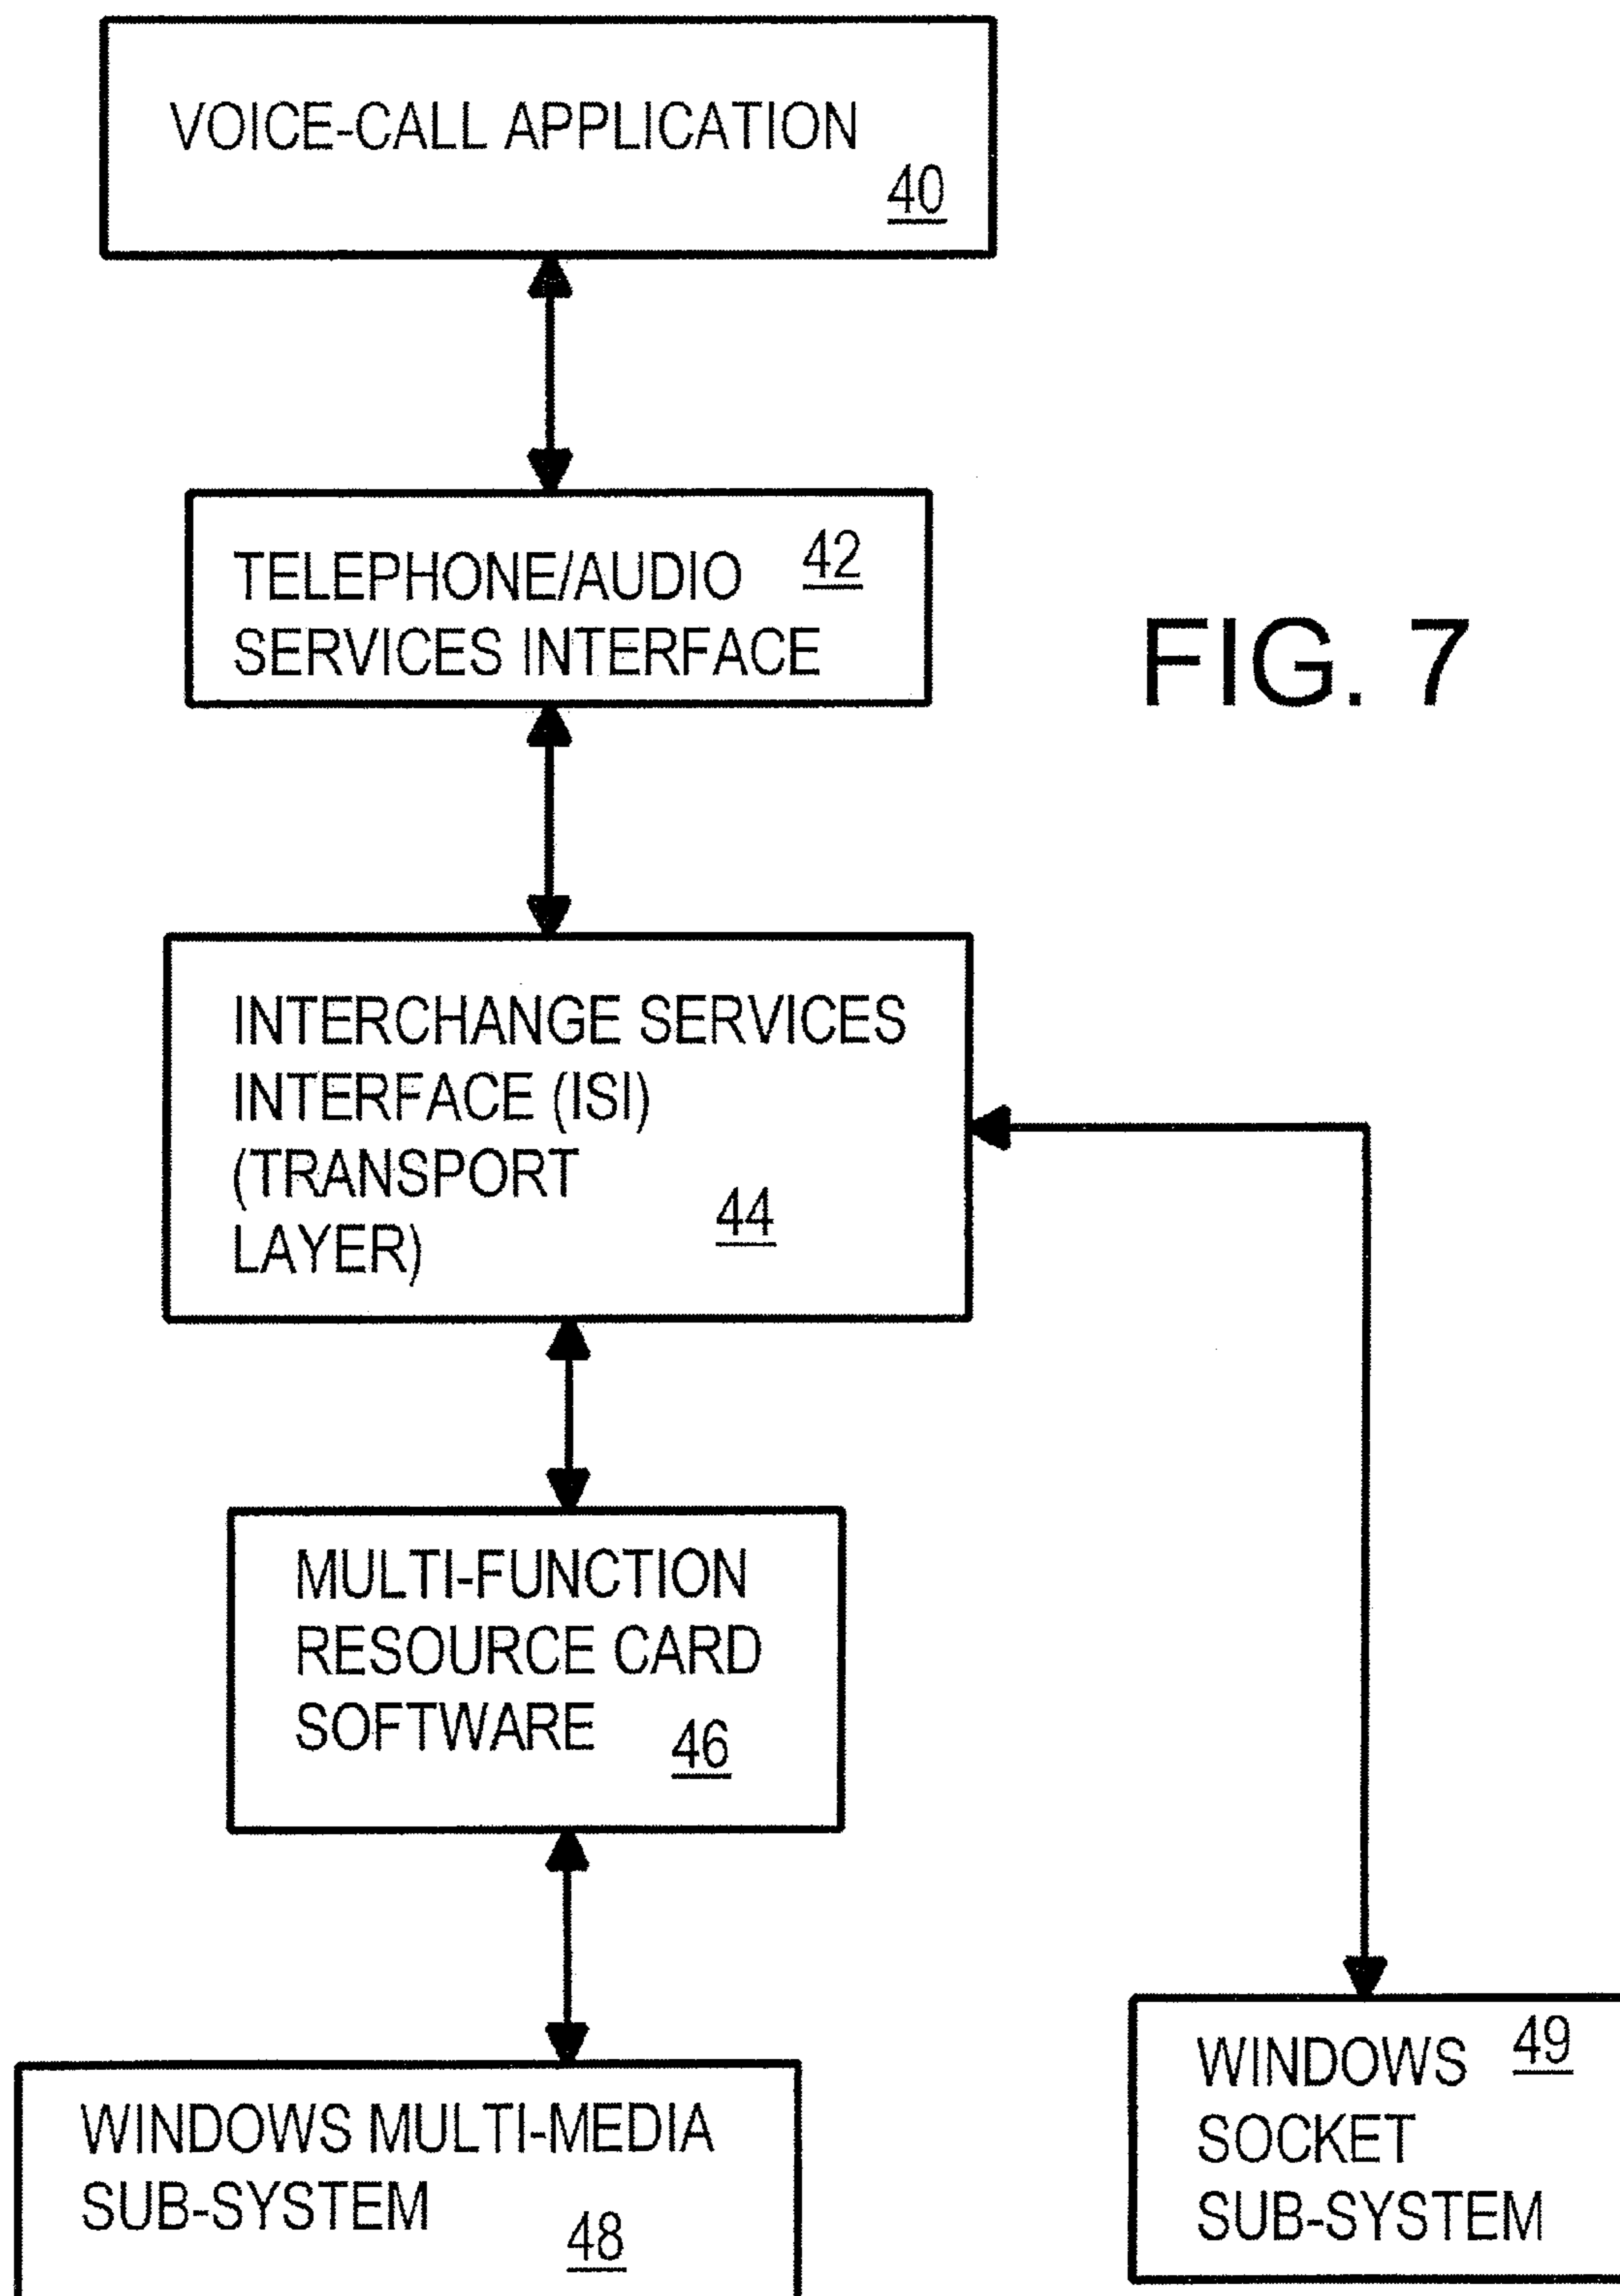 VOICE-CALL APPLICATION
40
TELEPHONE/AUDIO
SERVICES INTERFACE
42
FIG. 7
INTERCHANGE SERVICES
INTERFACE (ISI)
(TRANSPORT
LAYER)
44
MULTI-FUNCTION
RESOURCE CARD
SOFTWARE
46
WINDOWS MULTI-MEDIA
SUB-SYSTEM
48
WINDOWS
SOCKET
SUB-SYSTEM
49